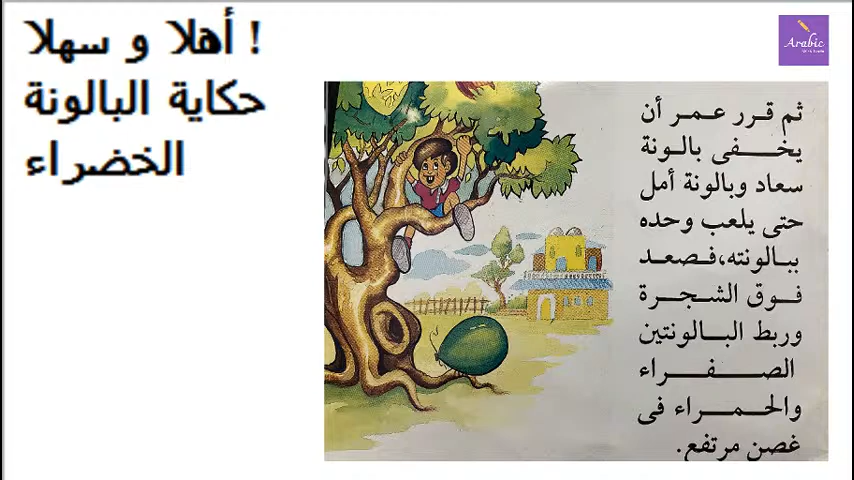 أهلا و سهلا !
حكاية البالونة
الخضراء
Arabic
ثم قرر عمر أن
يخفى بالونة
سعاد وبالونة أمل
حتى يلعب وحده
ببالونته،فصعد
فوق الشجرة
وربط البالونتين
الصفراء
والحمراء فى
غصن مرتفع.